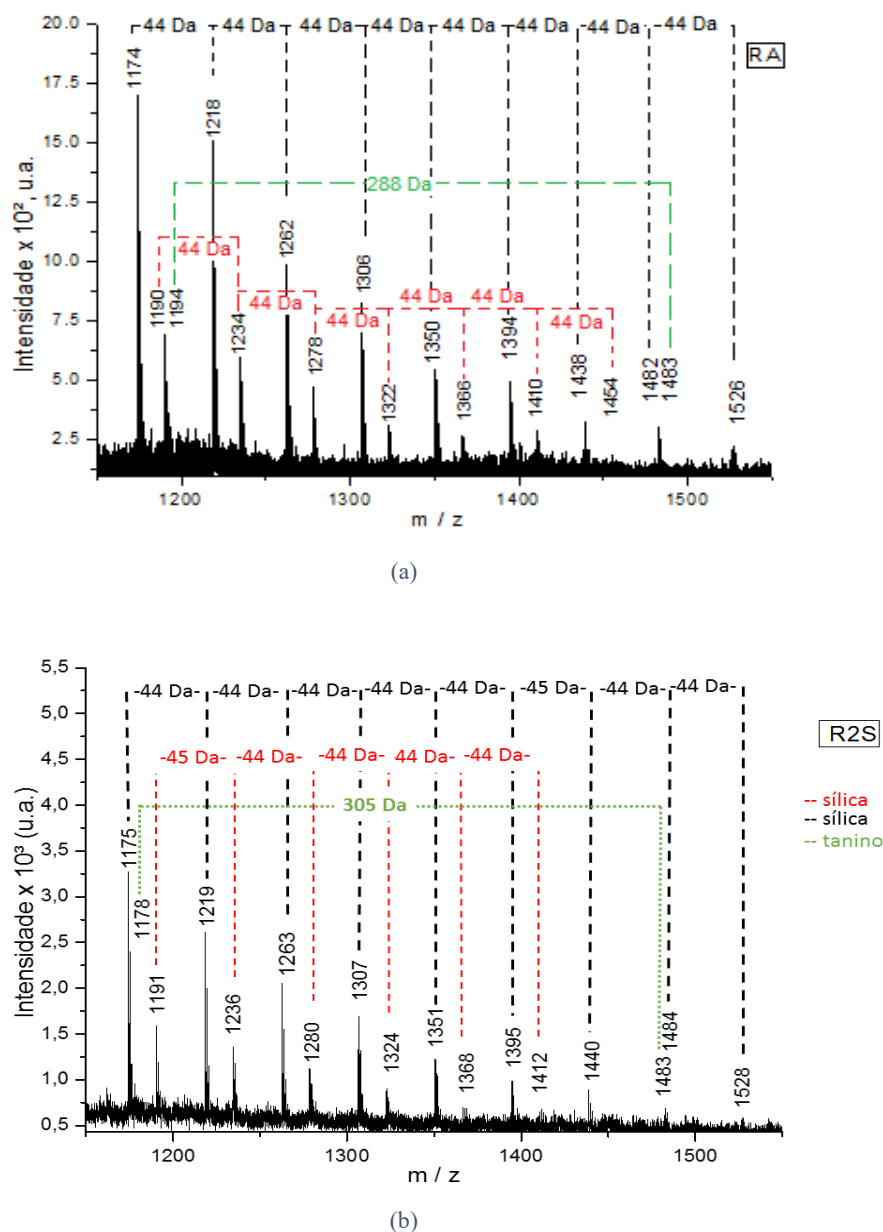 44 Da 44 Da 44 Da 44 Da 44 Da 44 Da 44 Da 44 Da
RA
20.0
17.5
15.0
12.5
10.0
7.5
5.0
2.5
Intensidade x 10², u.a.
1174
1218
288 Da
1262
44 Da
1190
1194
1306
44 Da
44 Da
44 Da
44 Da
44 Da
1234
1278
1322
1350
1366
1394
1410
1438
1454
1482
1483
1526
1200 1300 1400 1500
m / z
(a)
5,5
5,0
4,5
4,0
3,5
3,0
2,5
2,0
1,5
1,0
0,5
Intensidade x 10³ (u.a.)
-44 Da- -44 Da- -44 Da- -44 Da- -44 Da- -45 Da- -44 Da- -44 Da-
R2S
-45 Da- -44 Da- -44 Da- 44 Da- -44 Da-
305 Da
-- sílica
-- sílica
-- tanino
1175
1178
1191
1219
1236
1263
1280
1307
1324
1351
1368
1395
1412
1440
1483
1484
1528
1200 1300 1400 1500
m / z
(b)